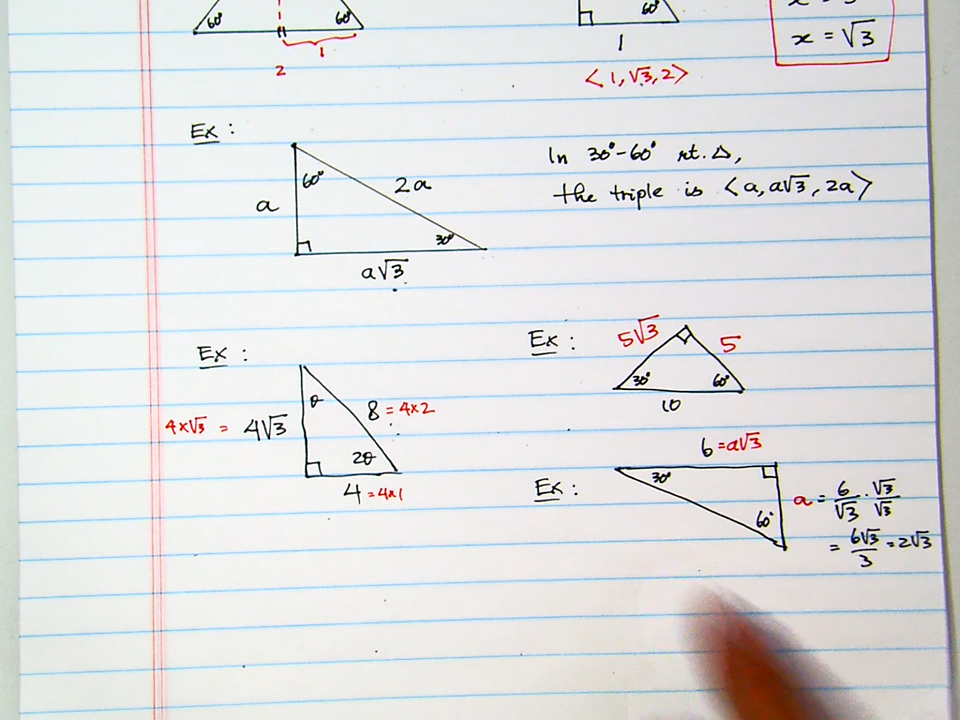 60° 60°
1
2
60°
1
<1, √3, 2>
x = √3
Ex:
60°
a
2a
30°
a√3
In 30°-60° rt. △,
the triple is <a, a√3, 2a>
Ex:
θ
4×√3 = 4√3
8 = 4×2
2θ
4 = 4×1
Ex:
5√3
5
30° 60°
10
Ex:
6 = a√3
30°
60°
a = 6/√3 · √3/√3
= 6√3/3 = 2√3